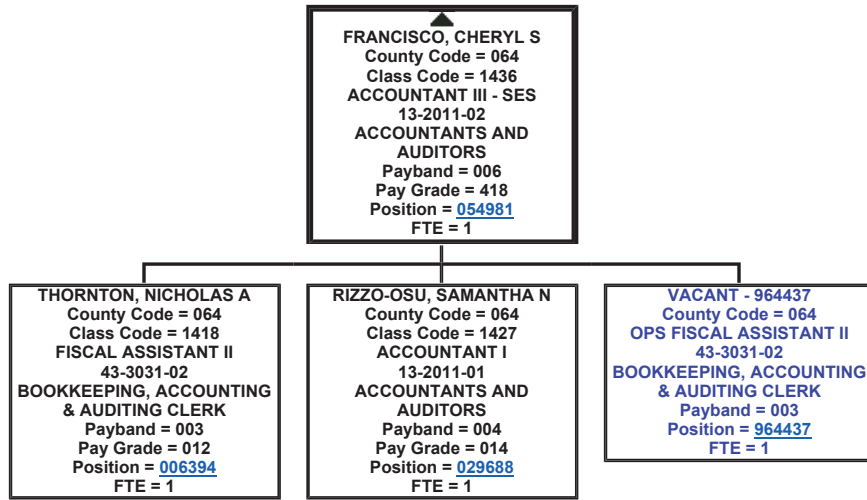 FRANCISCO, CHERYL S
County Code = 064
Class Code = 1436
ACCOUNTANT III - SES
13-2011-02
ACCOUNTANTS AND
AUDITORS
Payband = 006
Pay Grade = 418
Position = 054981
FTE = 1
THORNTON, NICHOLAS A
County Code = 064
Class Code = 1418
FISCAL ASSISTANT II
43-3031-02
BOOKKEEPING, ACCOUNTING
& AUDITING CLERK
Payband = 003
Pay Grade = 012
Position = 006394
FTE = 1
RIZZO-OSU, SAMANTHA N
County Code = 064
Class Code = 1427
ACCOUNTANT I
13-2011-01
ACCOUNTANTS AND
AUDITORS
Payband = 004
Pay Grade = 014
Position = 029688
FTE = 1
VACANT - 964437
County Code = 064
OPS FISCAL ASSISTANT II
43-3031-02
BOOKKEEPING, ACCOUNTING
& AUDITING CLERK
Payband = 003
Position = 964437
FTE = 1